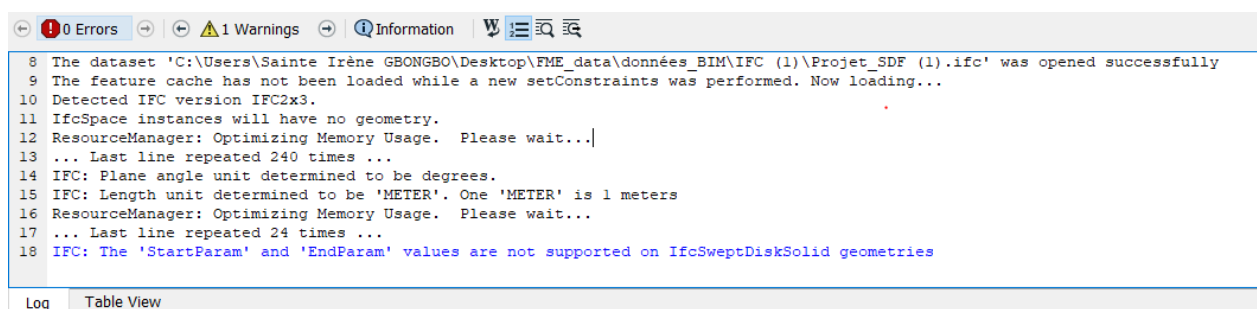 0 Errors 1 Warnings Information
8 The dataset 'C:\Users\Sainte Irène GBONGBO\Desktop\FME_data\données_BIM\IFC (1)\Projet_SDF (1).ifc' was opened successfully
9 The feature cache has not been loaded while a new setConstraints was performed. Now loading...
10 Detected IFC version IFC2x3.
11 IfcSpace instances will have no geometry.
12 ResourceManager: Optimizing Memory Usage.  Please wait...
13 ... Last line repeated 240 times ...
14 IFC: Plane angle unit determined to be degrees.
15 IFC: Length unit determined to be 'METER'. One 'METER' is 1 meters
16 ResourceManager: Optimizing Memory Usage.  Please wait...
17 ... Last line repeated 24 times ...
18 IFC: The 'StartParam' and 'EndParam' values are not supported on IfcSweptDiskSolid geometries
Log Table View